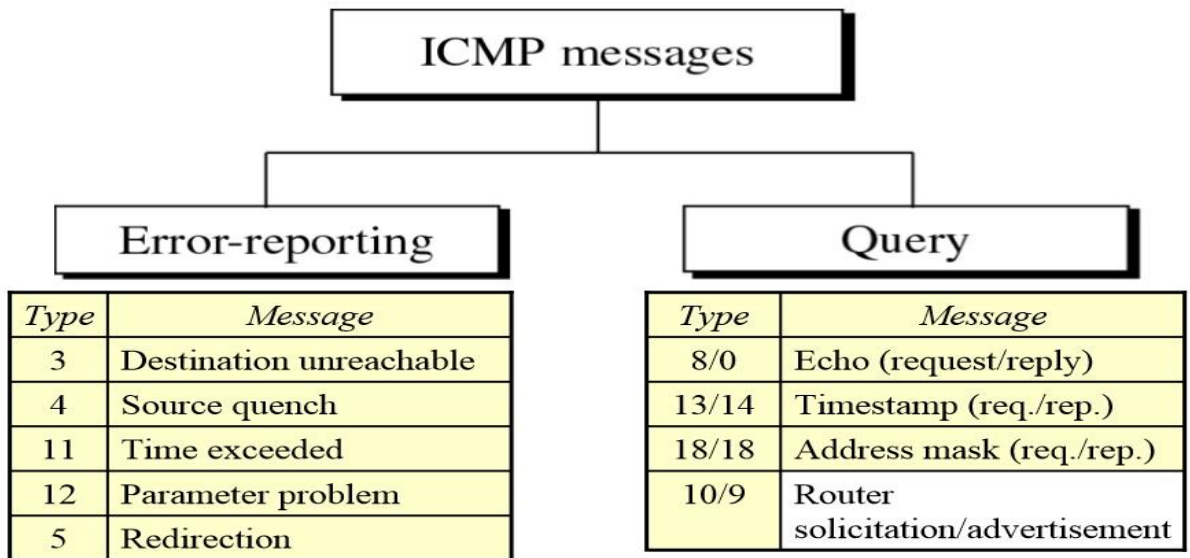 ICMP messages
Error-reporting
Type Message
3 Destination unreachable
4 Source quench
11 Time exceeded
12 Parameter problem
5 Redirection
Query
Type Message
8/0 Echo (request/reply)
13/14 Timestamp (req./rep.)
18/18 Address mask (req./rep.)
10/9 Router
solicitation/advertisement